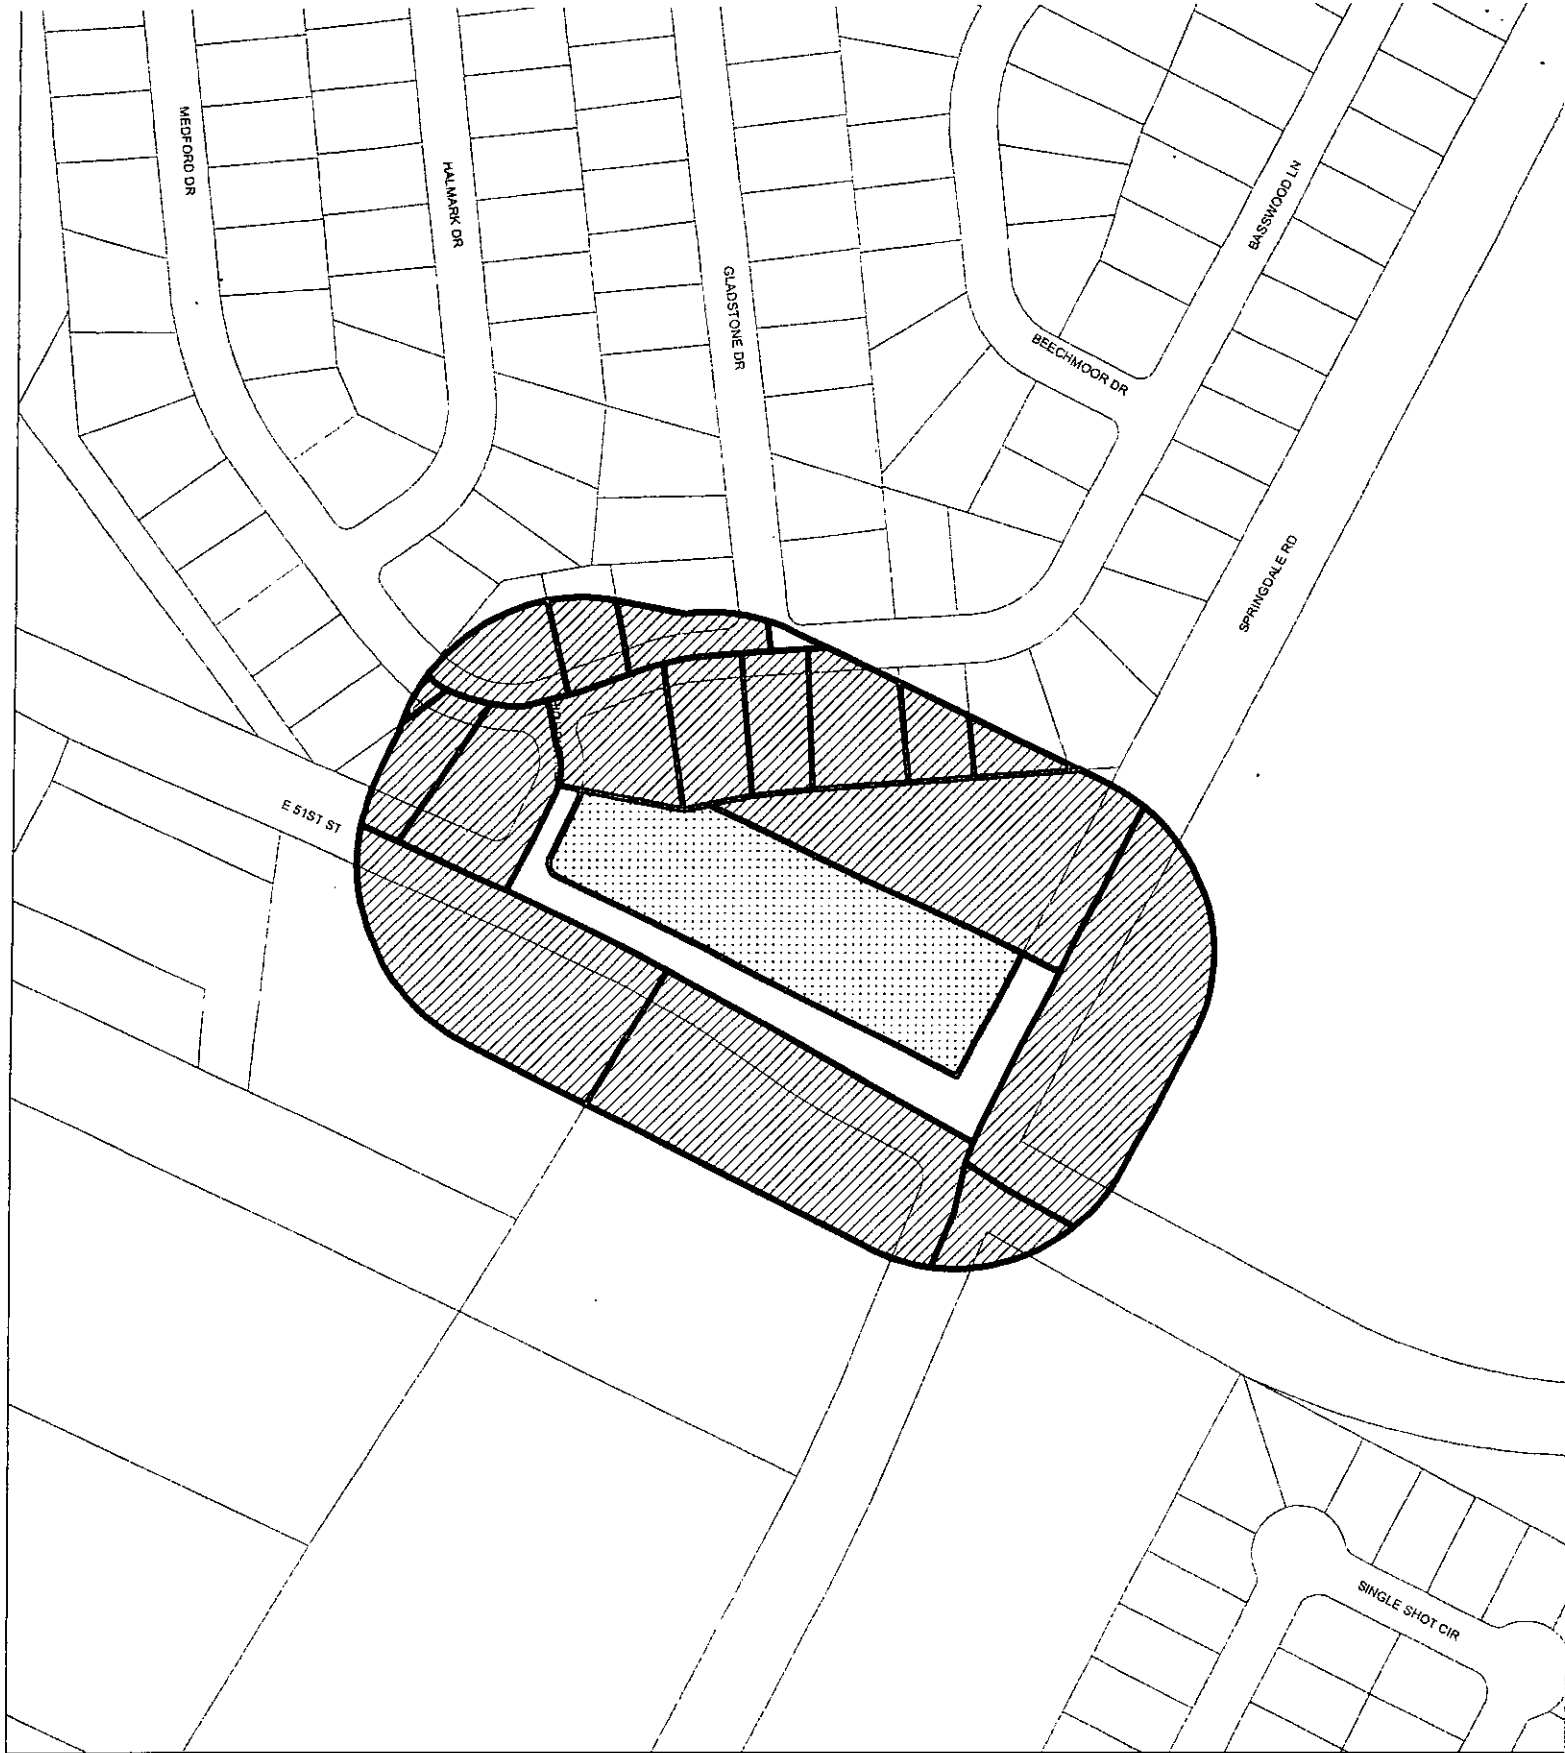 MEDFORD DR
HALMARK DR
GLADSTONE DR
BASSWOOD LN
BEECHMOOR DR
SPRINGDALE RD
E 51ST ST
SINGLE SHOT CIR